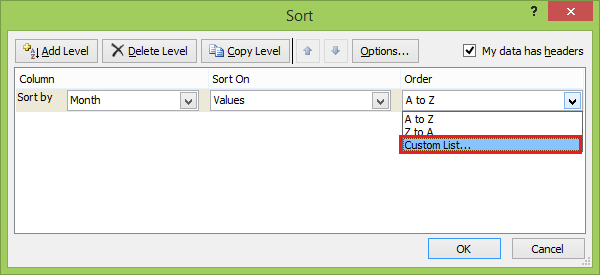 Sort
?
Add Level Delete Level Copy Level Options... My data has headers
Column Sort On Order
Sort by Month Values A to Z
A to Z
Z to A
Custom List...
OK Cancel